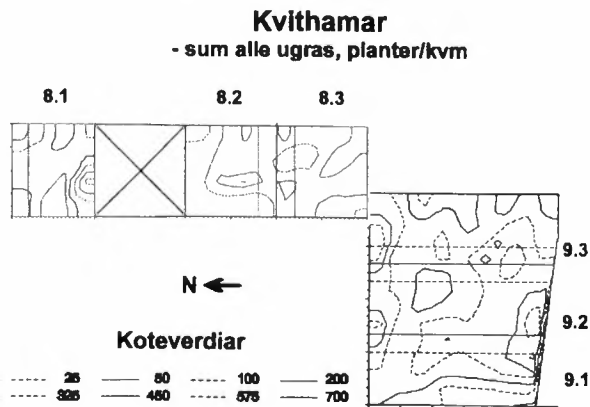 Kvithamar
- sum alle ugras, planter/kvm
8.1 8.2 8.3
9.3
N
9.2
Koteverdiar
9.1
25 50 100 200
325 450 575 700